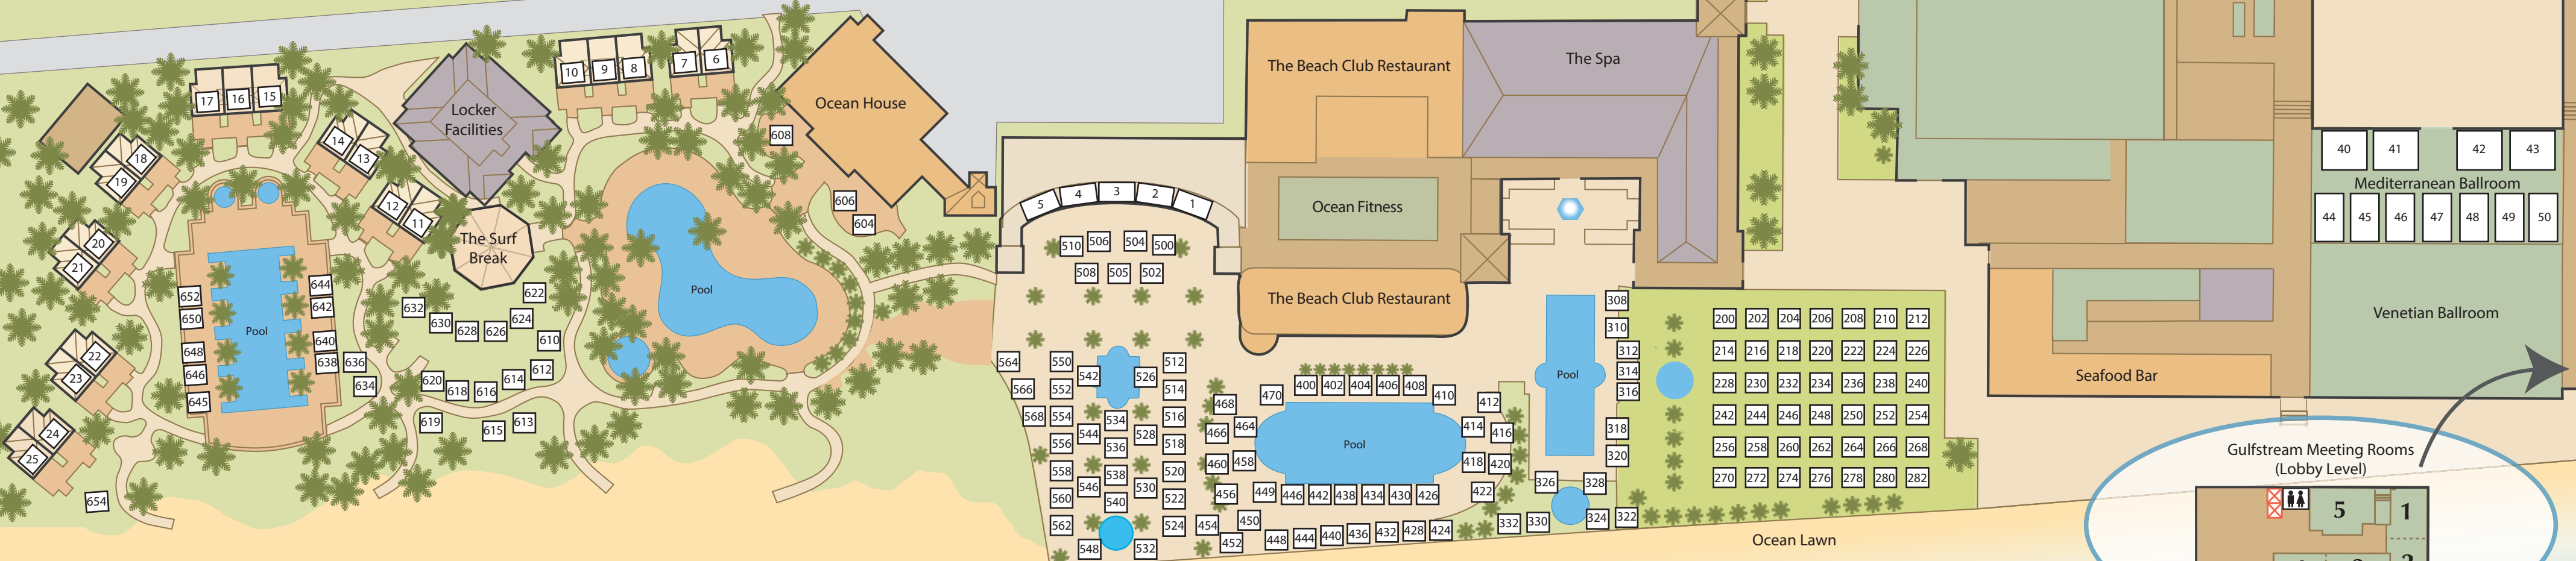 17 16 15
10 9 8
7 6
Locker
Facilities
Ocean House
608
606
604
18
19
14
13
12
11
The Surf
Break
20
21
22
23
24
25
654
Pool
652
650
648
646
645
644
642
640
638
636
634
632
630
628
626
624
622
610
612
614
616
618
620
619
615
613
Pool
The Beach Club Restaurant
The Spa
Ocean Fitness
The Beach Club Restaurant
5 4 3 2 1
510 506 504 500
508 505 502
564
566
568
550
552
554
556
558
560
562
548
542
544
546
534
536
538
540
526
528
530
532
512
514
516
518
520
522
524
470 400 402 404 406 408 410
468
466
464
460
458
456
454
452
450
449 446 442 438 434 430 426
448 444 440 436 432 428 424
412
414
416
418
420
422
Pool
Pool
308
310
312
314
316
318
320
326
328
332
330
324
322
200 202 204 206 208 210 212
214 216 218 220 222 224 226
228 230 232 234 236 238 240
242 244 246 248 250 252 254
256 258 260 262 264 266 268
270 272 274 276 278 280 282
Ocean Lawn
40 41 42 43
Mediterranean Ballroom
44 45 46 47 48 49 50
Venetian Ballroom
Seafood Bar
Gulfstream Meeting Rooms
(Lobby Level)
5
1